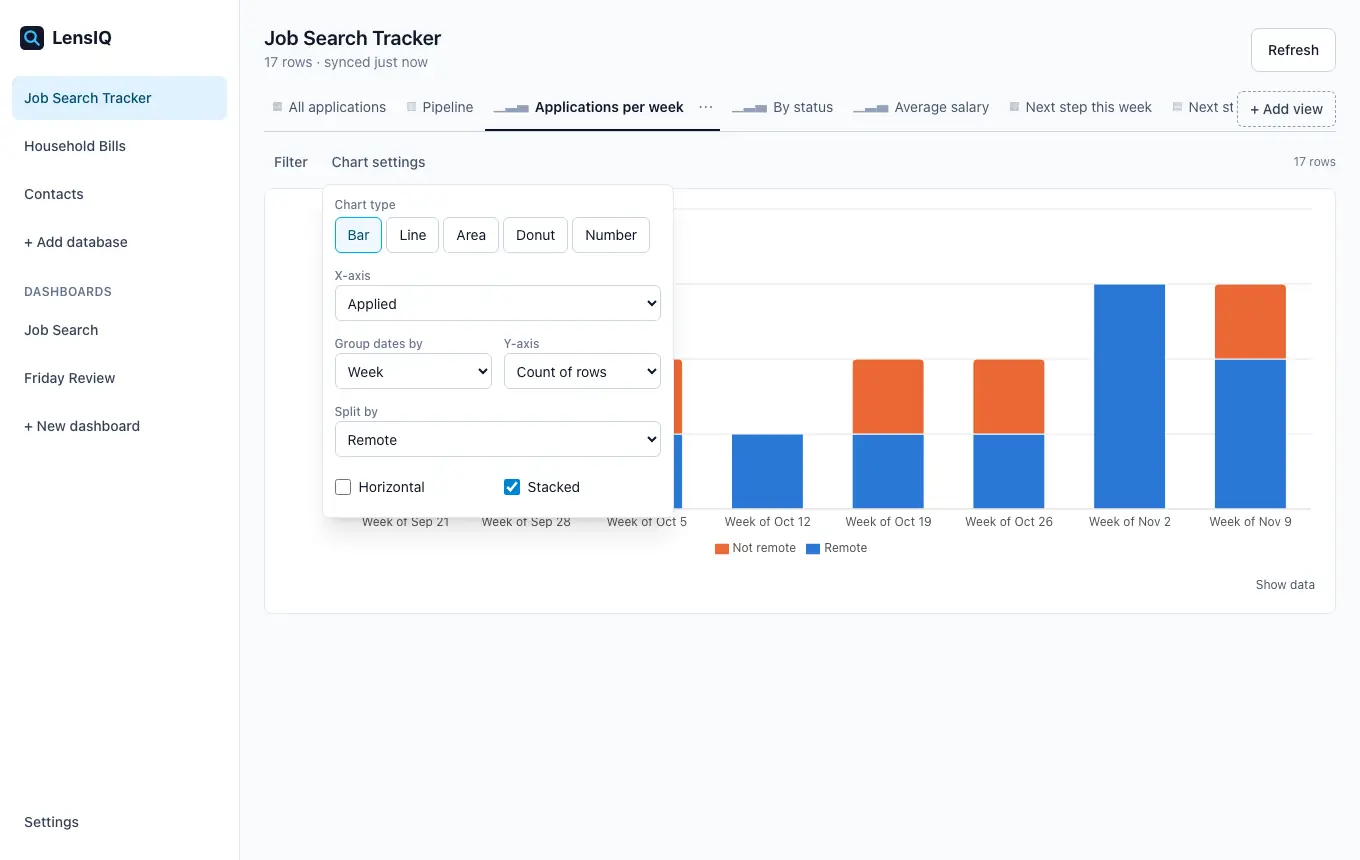 LensIQ
Job Search Tracker
Household Bills
Contacts
+ Add database
DASHBOARDS
Job Search
Friday Review
+ New dashboard
Settings
Job Search Tracker
17 rows · synced just now
Refresh
All applications
Pipeline
Applications per week
···
By status
Average salary
Next step this week
Next st
+ Add view
Filter
Chart settings
17 rows
Chart type
Bar
Line
Area
Donut
Number
X-axis
Applied
Group dates by
Y-axis
Week
Count of rows
Split by
Remote
Horizontal
Stacked
Week of Sep 21
Week of Sep 28
Week of Oct 5
Week of Oct 12
Week of Oct 19
Week of Oct 26
Week of Nov 2
Week of Nov 9
Not remote
Remote
Show data